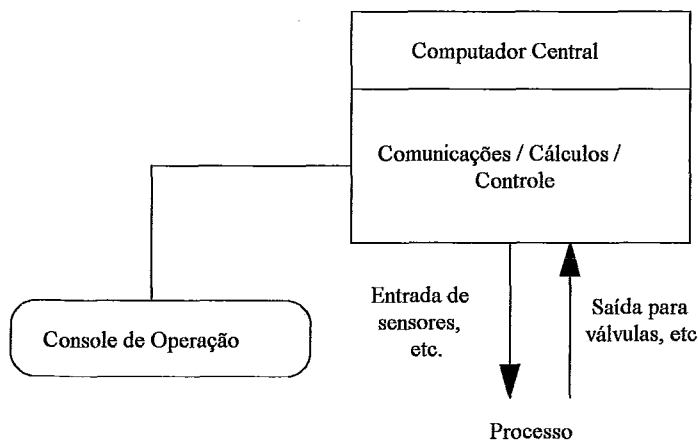 Computador Central
Comunicações / Cálculos /
Controle
Entrada de
sensores,
etc.
Saída para
válvulas, etc
Console de Operação
Processo